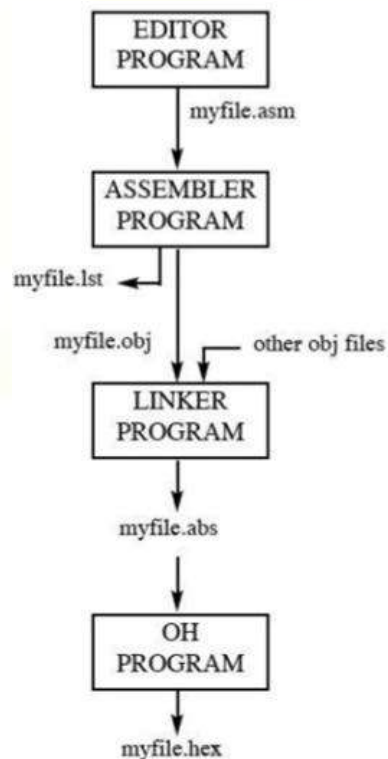 EDITOR
PROGRAM
myfile.asm
ASSEMBLER
PROGRAM
myfile.lst
myfile.obj
other obj files
LINKER
PROGRAM
myfile.abs
OH
PROGRAM
myfile.hex